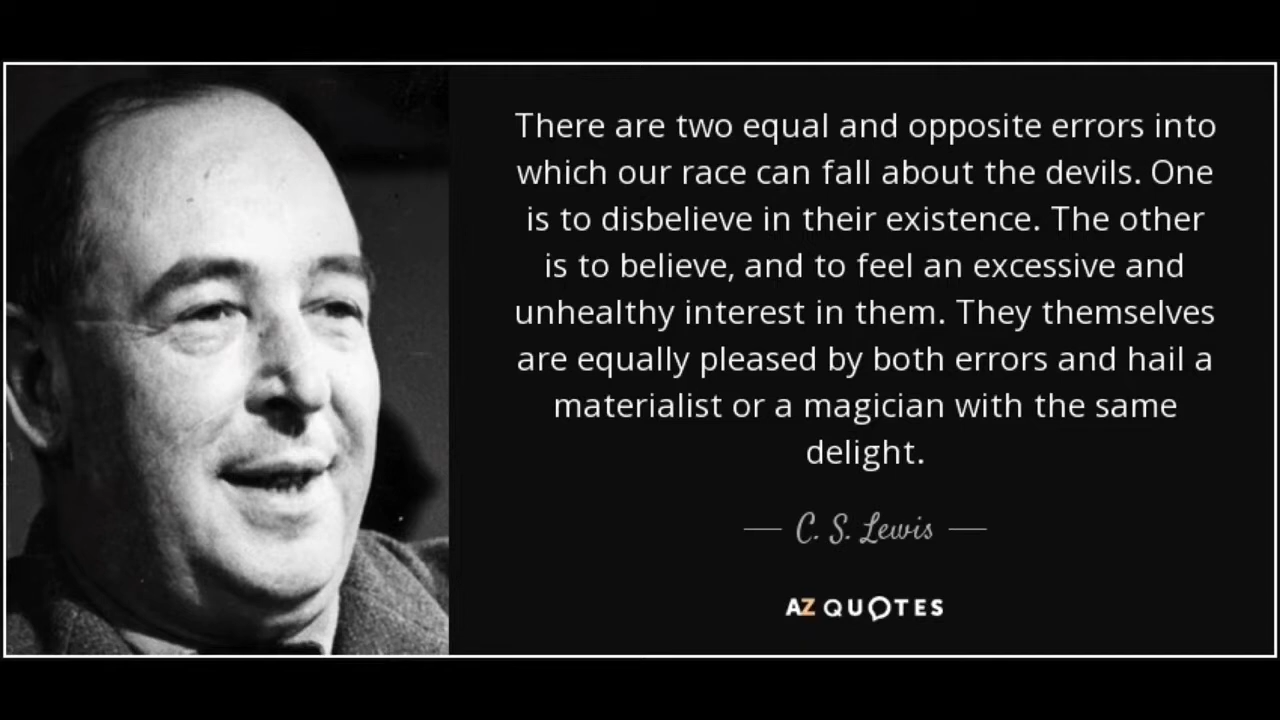 There are two equal and opposite errors into
which our race can fall about the devils. One
is to disbelieve in their existence. The other
is to believe, and to feel an excessive and
unhealthy interest in them. They themselves
are equally pleased by both errors and hail a
materialist or a magician with the same
delight.
C. S. Lewis
AZ QUOTES